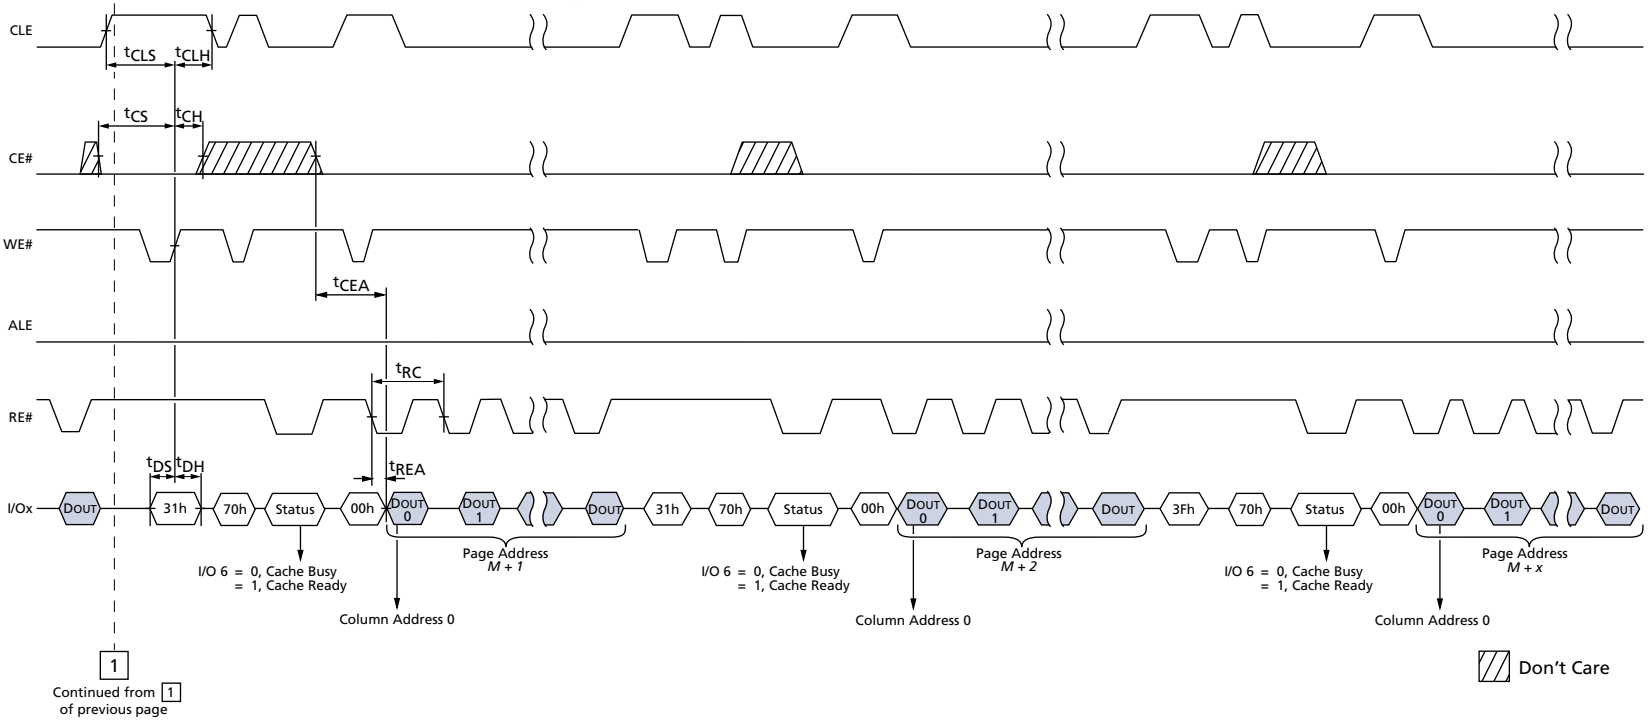 CLE
tCLS tCLH
tCS tCH
CE#
WE#
tCEA
ALE
tRC
RE#
tDS tDH
tREA
I/Ox
DOUT
31h
70h
Status
00h
DOUT 0
DOUT 1
DOUT
31h
70h
Status
00h
DOUT 0
DOUT 1
DOUT
3Fh
70h
Status
00h
DOUT 0
DOUT 1
DOUT
Page Address
M + 1
Page Address
M + 2
Page Address
M + x
I/O 6 = 0, Cache Busy
= 1, Cache Ready
I/O 6 = 0, Cache Busy
= 1, Cache Ready
I/O 6 = 0, Cache Busy
= 1, Cache Ready
Column Address 0
Column Address 0
Column Address 0
1
Continued from 1
of previous page
Don't Care